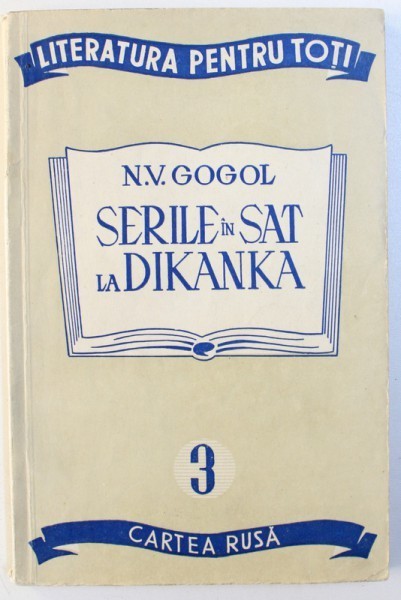 LITERATURA PENTRU TOȚI
N.V. GOGOL
SERILE ÎN SAT
LA DIKANKA
3
CARTEA RUSĂ